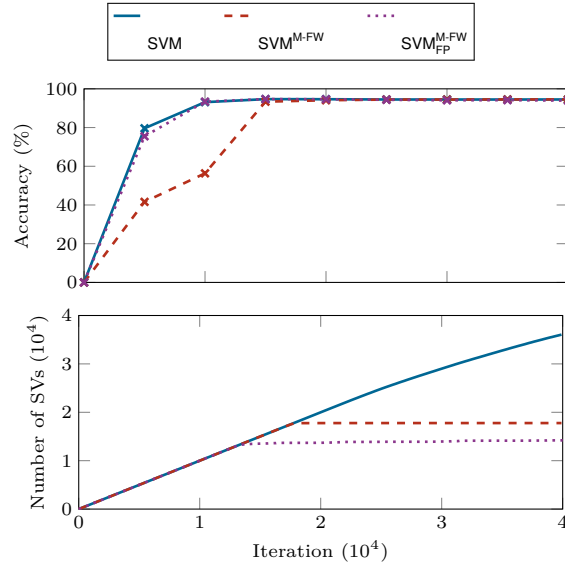 SVM SVM^M-FW SVM_FP^M-FW
100
80
60
40
20
0
Accuracy (%)
4
3
2
1
0
Number of SVs (10^4)
0 1 2 3 4
Iteration (10^4)